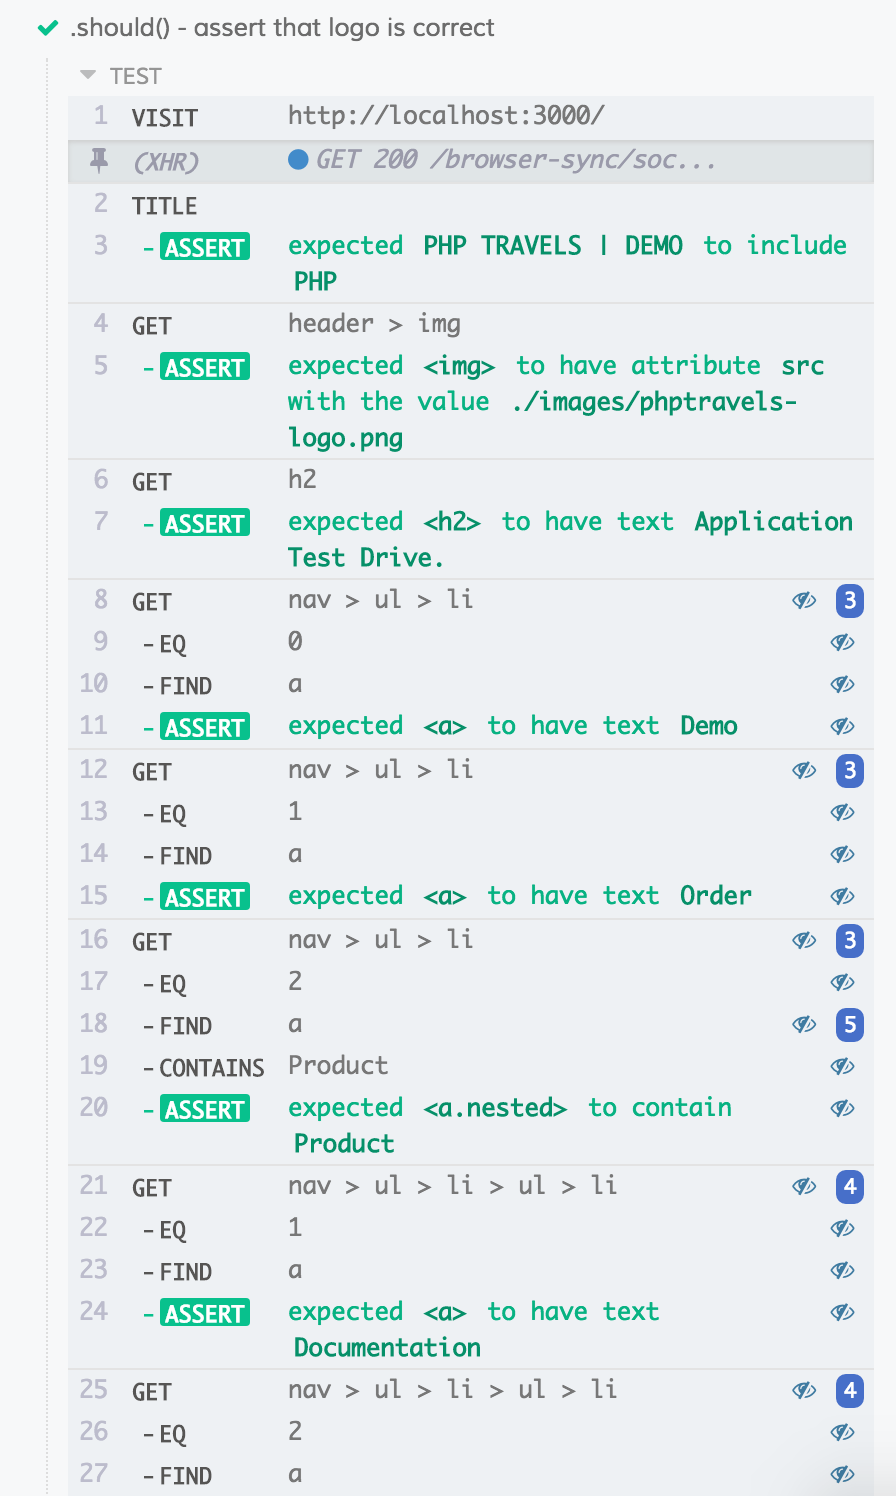 .should() - assert that logo is correct
TEST
1 VISIT http://localhost:3000/
(XHR) GET 200 /browser-sync/soc...
2 TITLE
3 -ASSERT expected PHP TRAVELS | DEMO to include
PHP
4 GET header > img
5 -ASSERT expected <img> to have attribute src
with the value ./images/phptravels-
logo.png
6 GET h2
7 -ASSERT expected <h2> to have text Application
Test Drive.
8 GET nav > ul > li 3
9 -EQ 0
10 -FIND a
11 -ASSERT expected <a> to have text Demo
12 GET nav > ul > li 3
13 -EQ 1
14 -FIND a
15 -ASSERT expected <a> to have text Order
16 GET nav > ul > li 3
17 -EQ 2
18 -FIND a 5
19 -CONTAINS Product
20 -ASSERT expected <a.nested> to contain
Product
21 GET nav > ul > li > ul > li 4
22 -EQ 1
23 -FIND a
24 -ASSERT expected <a> to have text
Documentation
25 GET nav > ul > li > ul > li 4
26 -EQ 2
27 -FIND a